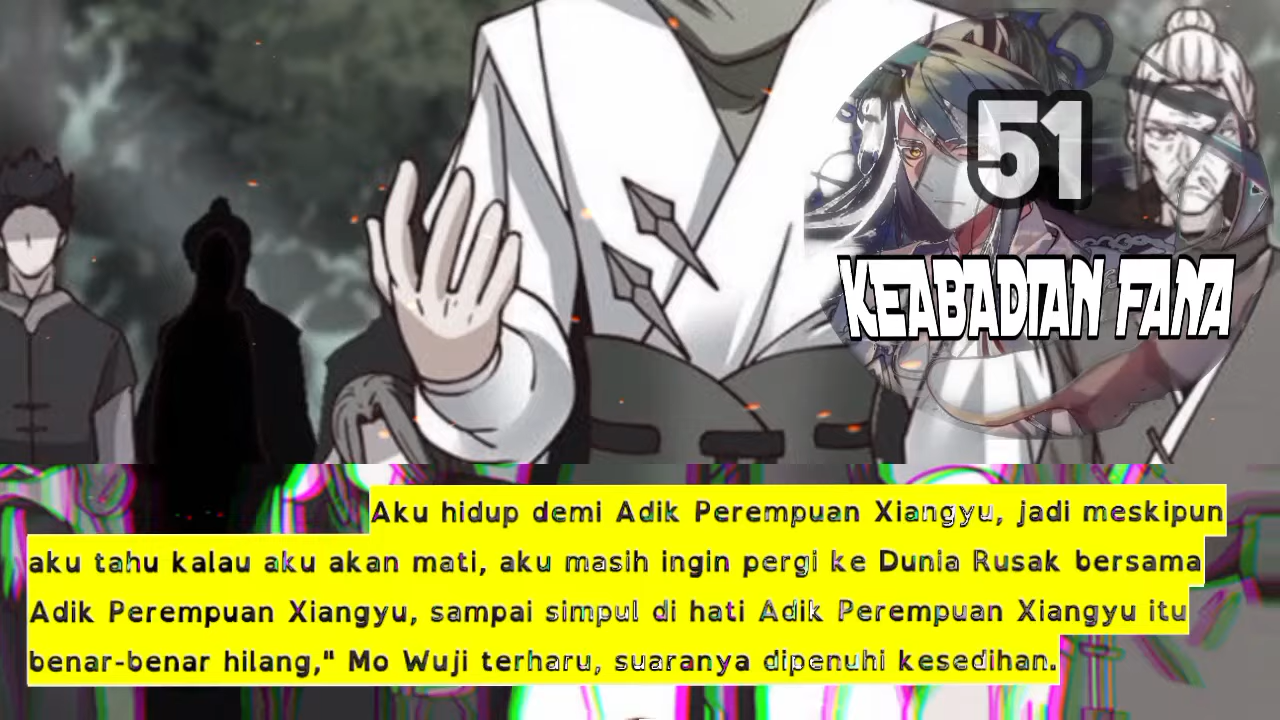 51
KEABADIAN FANA
Aku hidup demi Adik Perempuan Xiangyu, jadi meskipun
aku tahu kalau aku akan mati, aku masih ingin pergi ke Dunia Rusak bersama
Adik Perempuan Xiangyu, sampai simpul di hati Adik Perempuan Xiangyu itu
benar-benar hilang," Mo Wuji terharu, suaranya dipenuhi kesedihan.